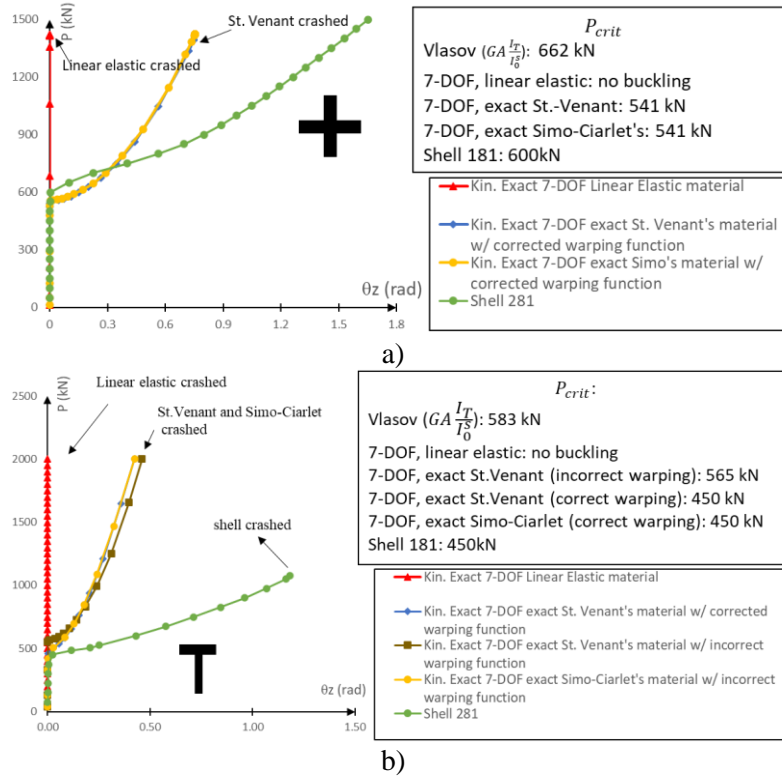 P (kN)
1500
1200
900
600
300
0
0
0.3
0.6
0.9
1.2
1.5
1.8
θz (rad)
St. Venant crashed
Linear elastic crashed
P_crit
Vlasov (GA I_T/I_0^S): 662 kN
7-DOF, linear elastic: no buckling
7-DOF, exact St.-Venant: 541 kN
7-DOF, exact Simo-Ciarlet's: 541 kN
Shell 181: 600kN
Kin. Exact 7-DOF Linear Elastic material
Kin. Exact 7-DOF exact St. Venant's material
w/ corrected warping function
Kin. Exact 7-DOF exact Simo's material w/
corrected warping function
Shell 281
a)
P (kN)
2500
2000
1500
1000
500
0
0.00
0.50
1.00
1.50
θz (rad)
Linear elastic crashed
St.Venant and Simo-Ciarlet
crashed
shell crashed
P_crit:
Vlasov (GA I_T/I_0^S): 583 kN
7-DOF, linear elastic: no buckling
7-DOF, exact St.Venant (incorrect warping): 565 kN
7-DOF, exact St.Venant (correct warping): 450 kN
7-DOF, exact Simo-Ciarlet (correct warping): 450 kN
Shell 181: 450kN
Kin. Exact 7-DOF Linear Elastic material
Kin. Exact 7-DOF exact St. Venant's material w/ corrected
warping function
Kin. Exact 7-DOF exact St. Venant's material w/ incorrect
warping function
Kin. Exact 7-DOF exact Simo-Ciarlet's material w/ incorrect
warping function
Shell 281
b)